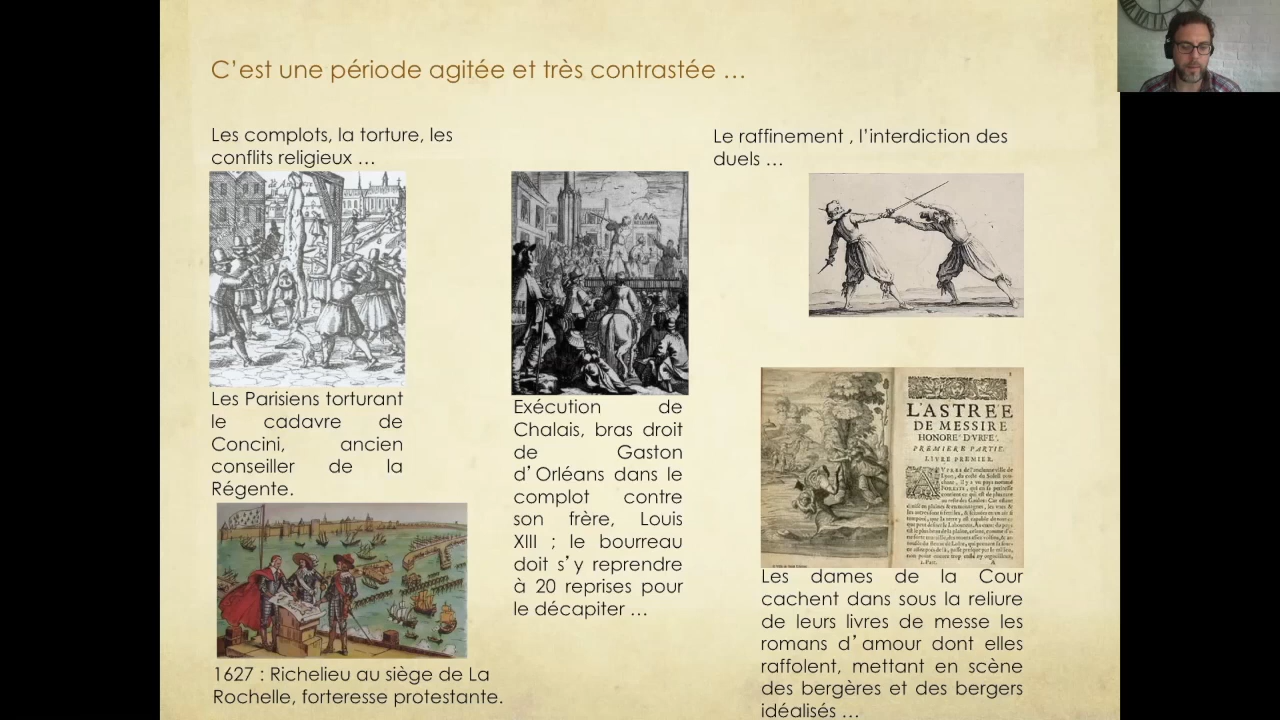 C’est une période agitée et très contrastée …
Les complots, la torture, les
conflits religieux …
Les Parisiens torturant
le cadavre de
Concini, ancien
conseiller de la
Régente.
1627 : Richelieu au siège de La
Rochelle, forteresse protestante.
Exécution de
Chalais, bras droit
de Gaston
d’Orléans dans le
complot contre
son frère, Louis
XIII ; le bourreau
doit s’y reprendre
à 20 reprises pour
le décapiter …
Le raffinement , l’interdiction des
duels …
L'ASTREE
DE MESSIRE
HONORE' D'VRFE'.
PREMIERE PARTIE.
LIVRE PREMIER.
Les dames de la Cour
cachent dans sous la reliure
de leurs livres de messe les
romans d’amour dont elles
raffolent, mettant en scène
des bergères et des bergers
idéalisés …